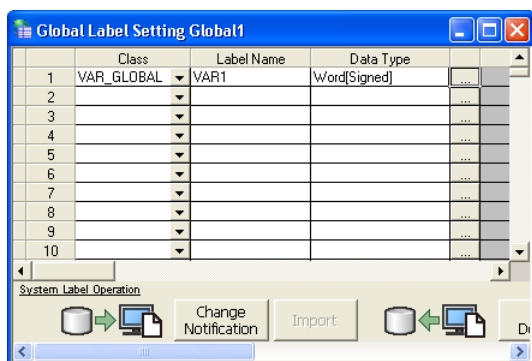 Global Label Setting Global1
Class Label Name Data Type
1 VAR_GLOBAL VAR1 Word[Signed] ...
2 ...
3 ...
4 ...
5 ...
6 ...
7 ...
8 ...
9 ...
10 ...
System Label Operation
Change
Notification
Import